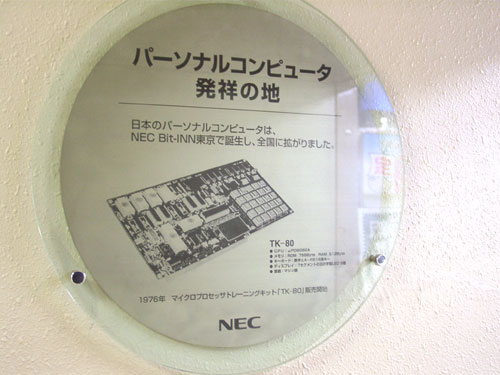 パーソナルコンピュータ
発祥の地
日本のパーソナルコンピュータは、
NEC Bit-INN東京で誕生し、全国に拡がりました。
TK-80
1976年 マイクロプロセッサトレーニングキット「TK-80」販売開始
NEC